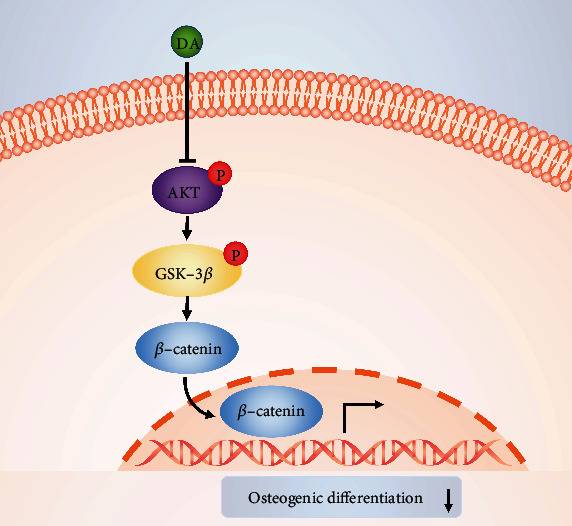 DA
P
AKT
P
GSK–3β
β–catenin
β–catenin
Osteogenic differentiation